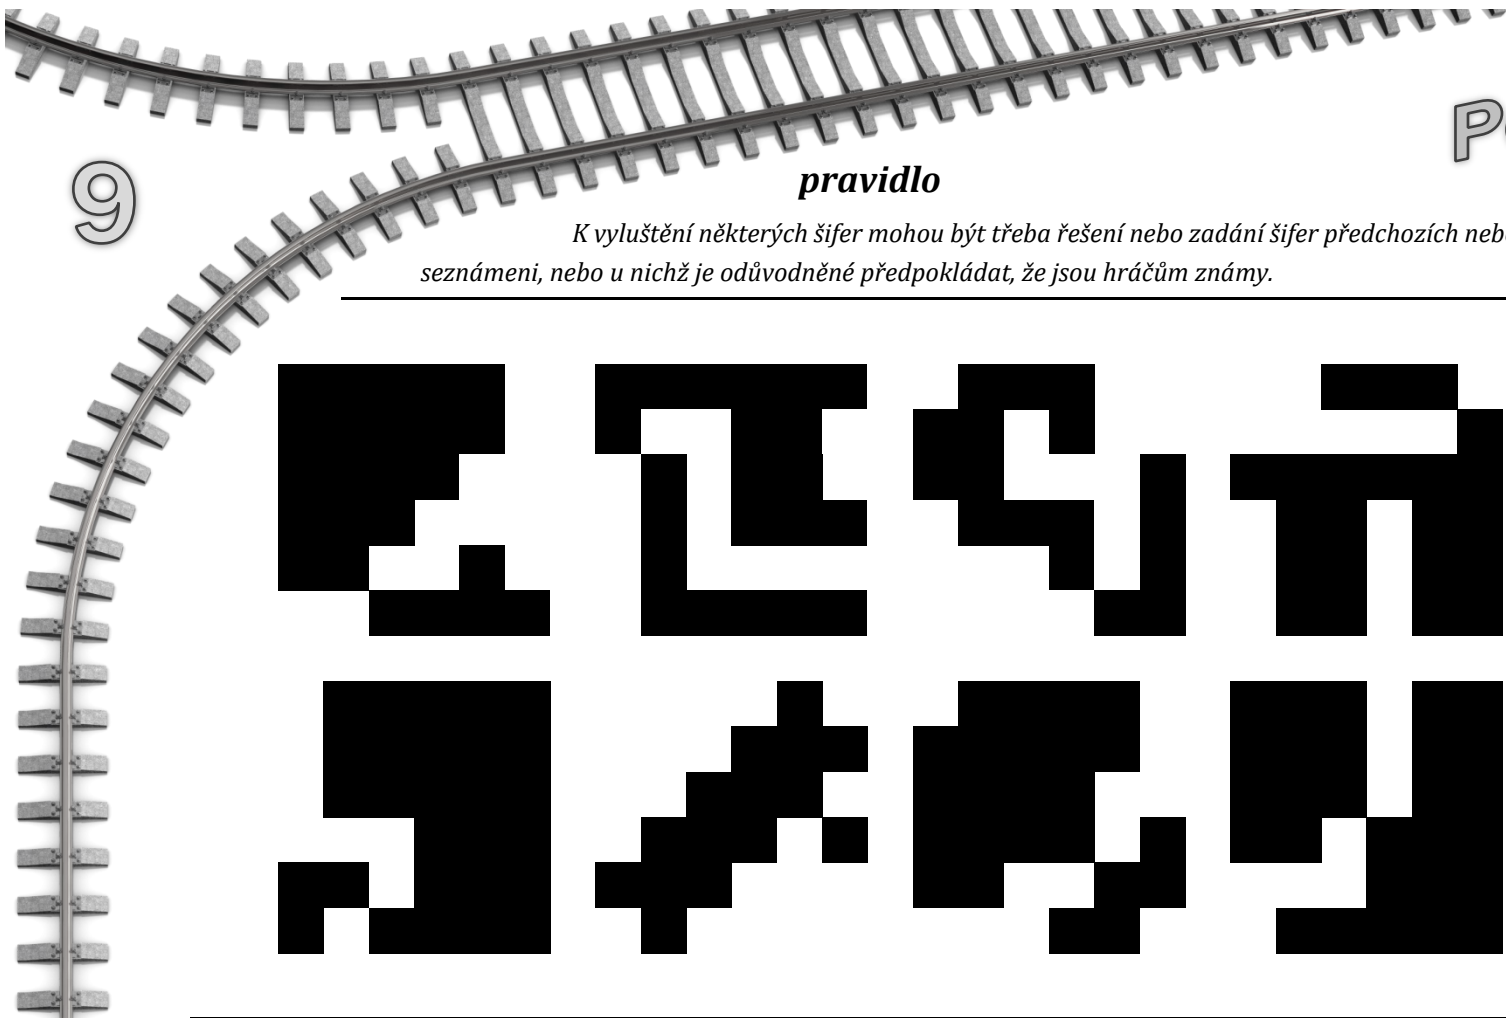 9
pravidlo
K vyluštění některých šifer mohou být třeba řešení nebo zadání šifer předchozích nebo
seznámeni, nebo u nichž je odůvodněné předpokládat, že jsou hráčům známy.